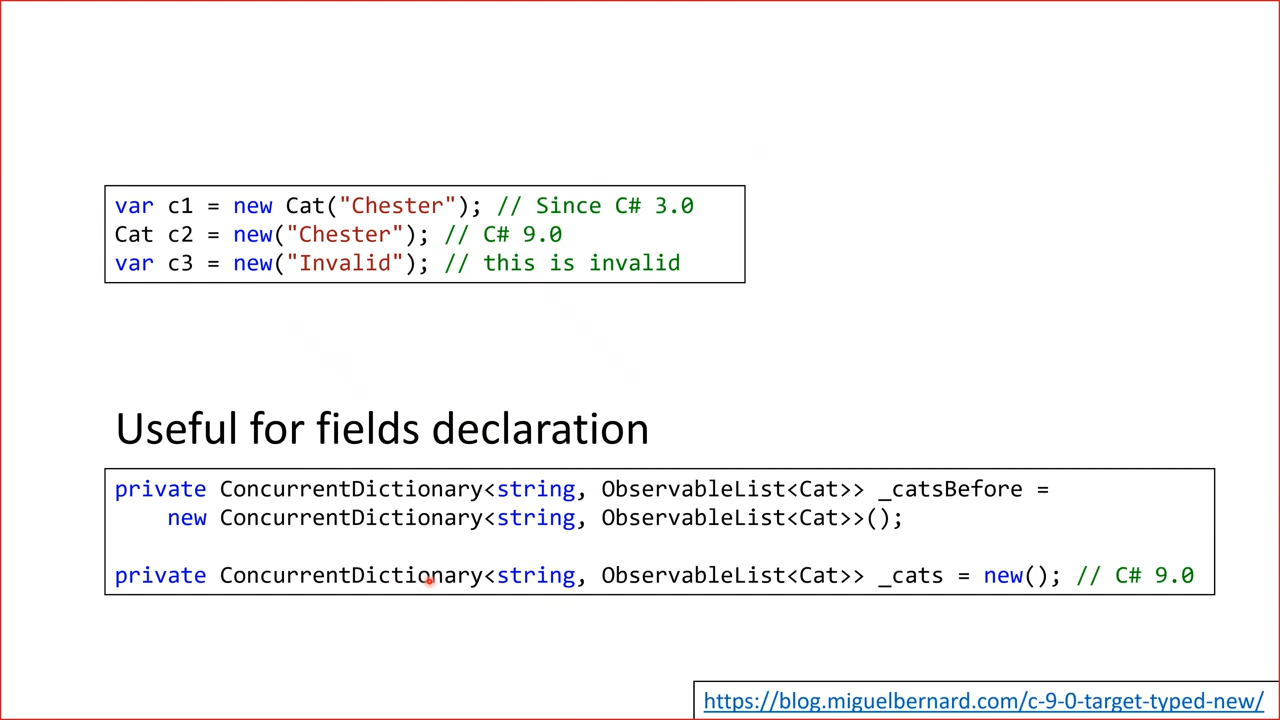 var c1 = new Cat("Chester"); // Since C# 3.0
Cat c2 = new("Chester"); // C# 9.0
var c3 = new("Invalid"); // this is invalid
Useful for fields declaration
private ConcurrentDictionary<string, ObservableList<Cat>> _catsBefore =
    new ConcurrentDictionary<string, ObservableList<Cat>>();
private ConcurrentDictionary<string, ObservableList<Cat>> _cats = new(); // C# 9.0
https://blog.miguelbernard.com/c-9-0-target-typed-new/